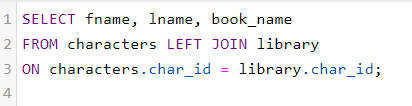 1 SELECT fname, lname, book_name
2 FROM characters LEFT JOIN library
3 ON characters.char_id = library.char_id;
4